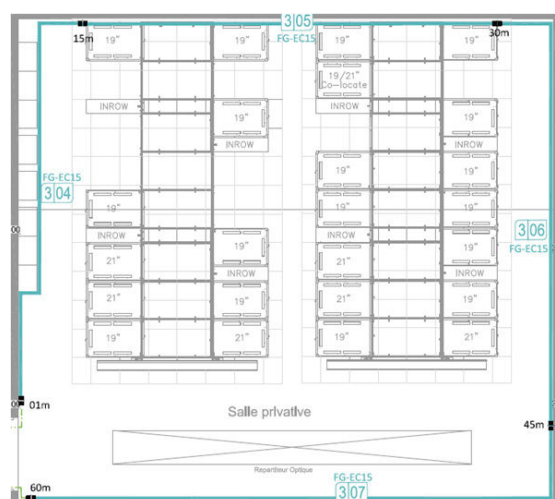 3|05
FG-EC15
15m
30m
19"
19"
19"
19"
19/21"
Co-locate
INROW
19"
INROW
19"
INROW
INROW
FG-EC15
3|04
19"
19"
19"
19"
19"
INROW
19"
INROW
19"
3|06
FG-EC15
21"
INROW
21"
INROW
21"
19"
21"
19"
19"
21"
19"
21"
01m
Salle privative
45m
Repartiteur Optique
60m
FG-EC15
3|07